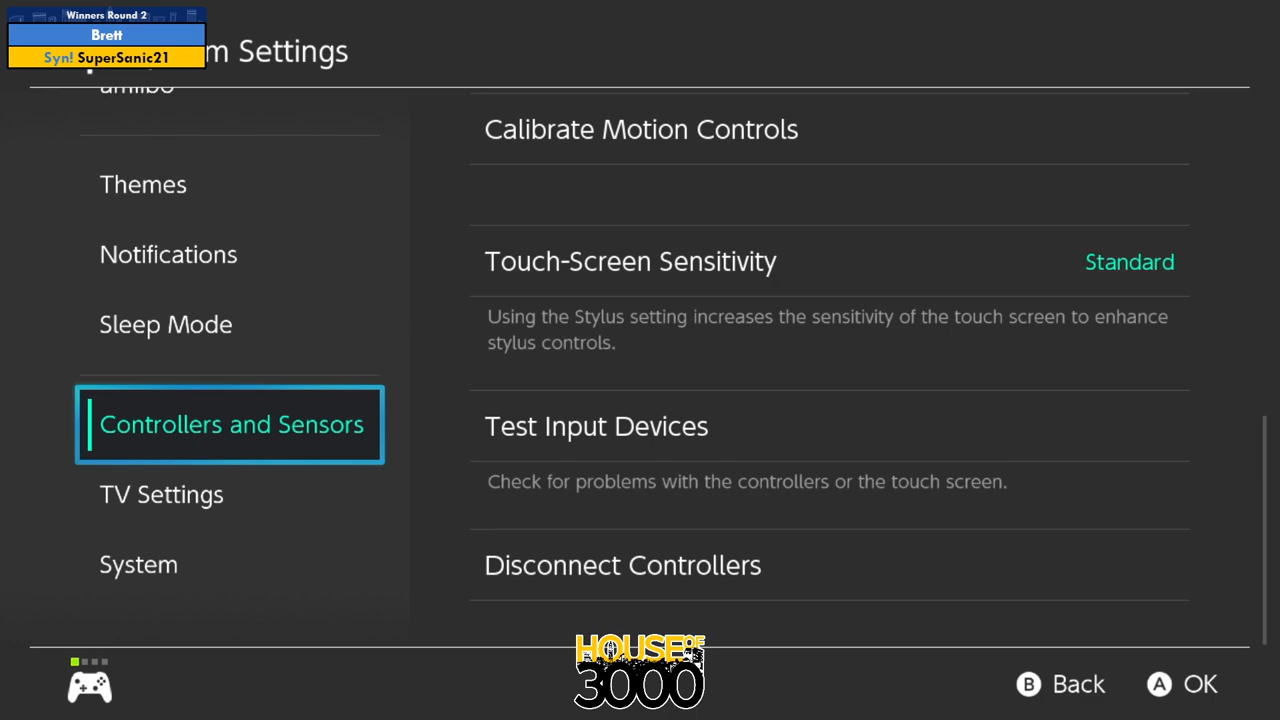 Winners Round 2
Brett
Syn! SuperSanic21
m Settings
amiibo
Themes
Notifications
Sleep Mode
Controllers and Sensors
TV Settings
System
Calibrate Motion Controls
Touch-Screen Sensitivity Standard
Using the Stylus setting increases the sensitivity of the touch screen to enhance
stylus controls.
Test Input Devices
Check for problems with the controllers or the touch screen.
Disconnect Controllers
HOUSE OF
3000
B Back A OK